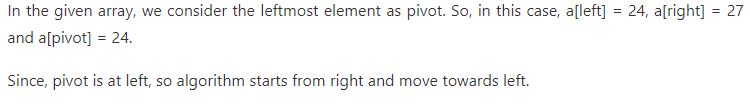 In the given array, we consider the leftmost element as pivot. So, in this case, a[left] = 24, a[right] = 27
and a[pivot] = 24.
Since, pivot is at left, so algorithm starts from right and move towards left.